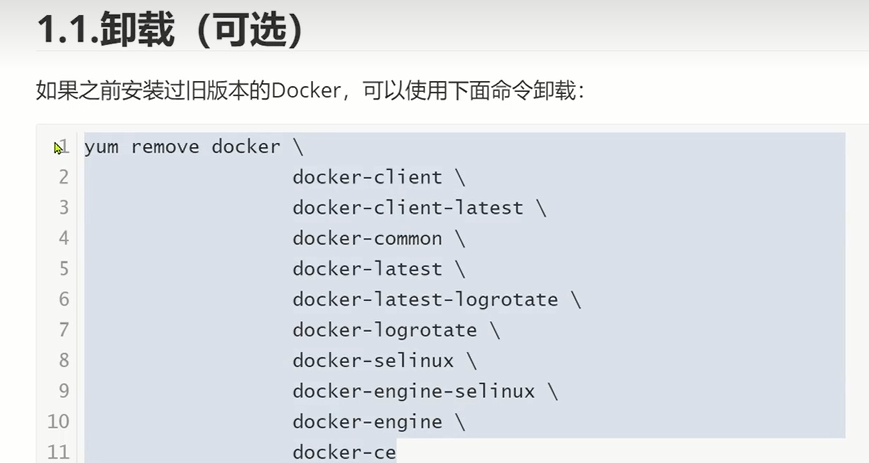 1.1.卸载（可选）
如果之前安装过旧版本的Docker，可以使用下面命令卸载：
1 yum remove docker \
2 docker-client \
3 docker-client-latest \
4 docker-common \
5 docker-latest \
6 docker-latest-logrotate \
7 docker-logrotate \
8 docker-selinux \
9 docker-engine-selinux \
10 docker-engine \
11 docker-ce